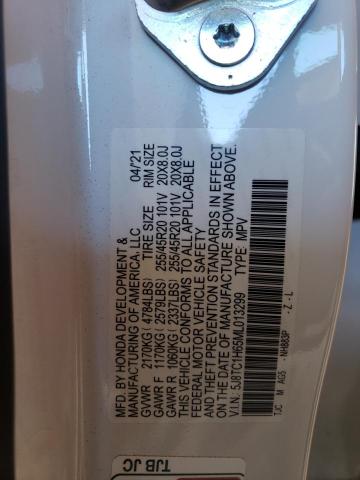 MFD. BY HONDA DEVELOPMENT &
MANUFACTURING OF AMERICA, LLC 04/'21
GVWR 2170KG ( 4784LBS) TIRE SIZE RIM SIZE
GAWR F 1170KG ( 2579LBS) 255/45R20 101V 20X8.0J
GAWR R 1060KG ( 2337LBS) 255/45R20 101V 20X8.0J
THIS VEHICLE CONFORMS TO ALL APPLICABLE
FEDERAL MOTOR VEHICLE SAFETY
AND THEFT PREVENTION STANDARDS IN EFFECT
ON THE DATE OF MANUFACTURE SHOWN ABOVE.
V.I.N. 5J8TC1H65ML013299 TYPE: MPV
TJC M AG5 NH883P - Z - L
TJB JC